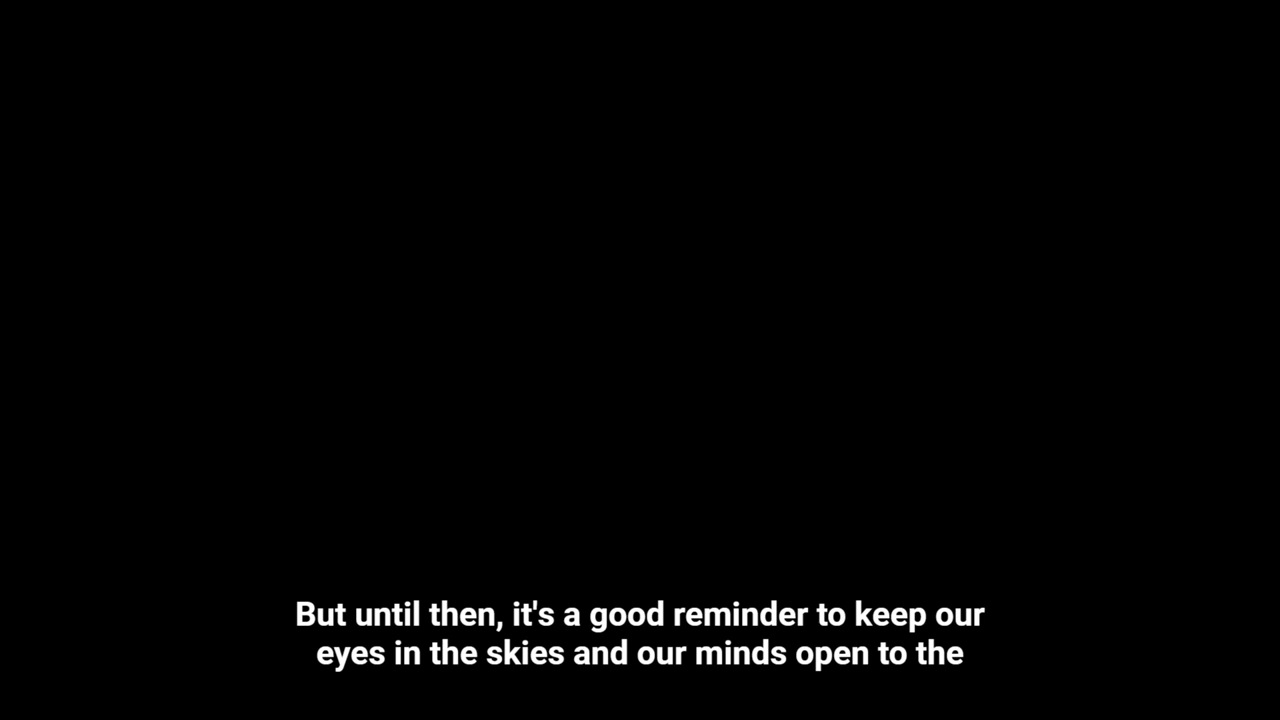 But until then, it's a good reminder to keep our
eyes in the skies and our minds open to the